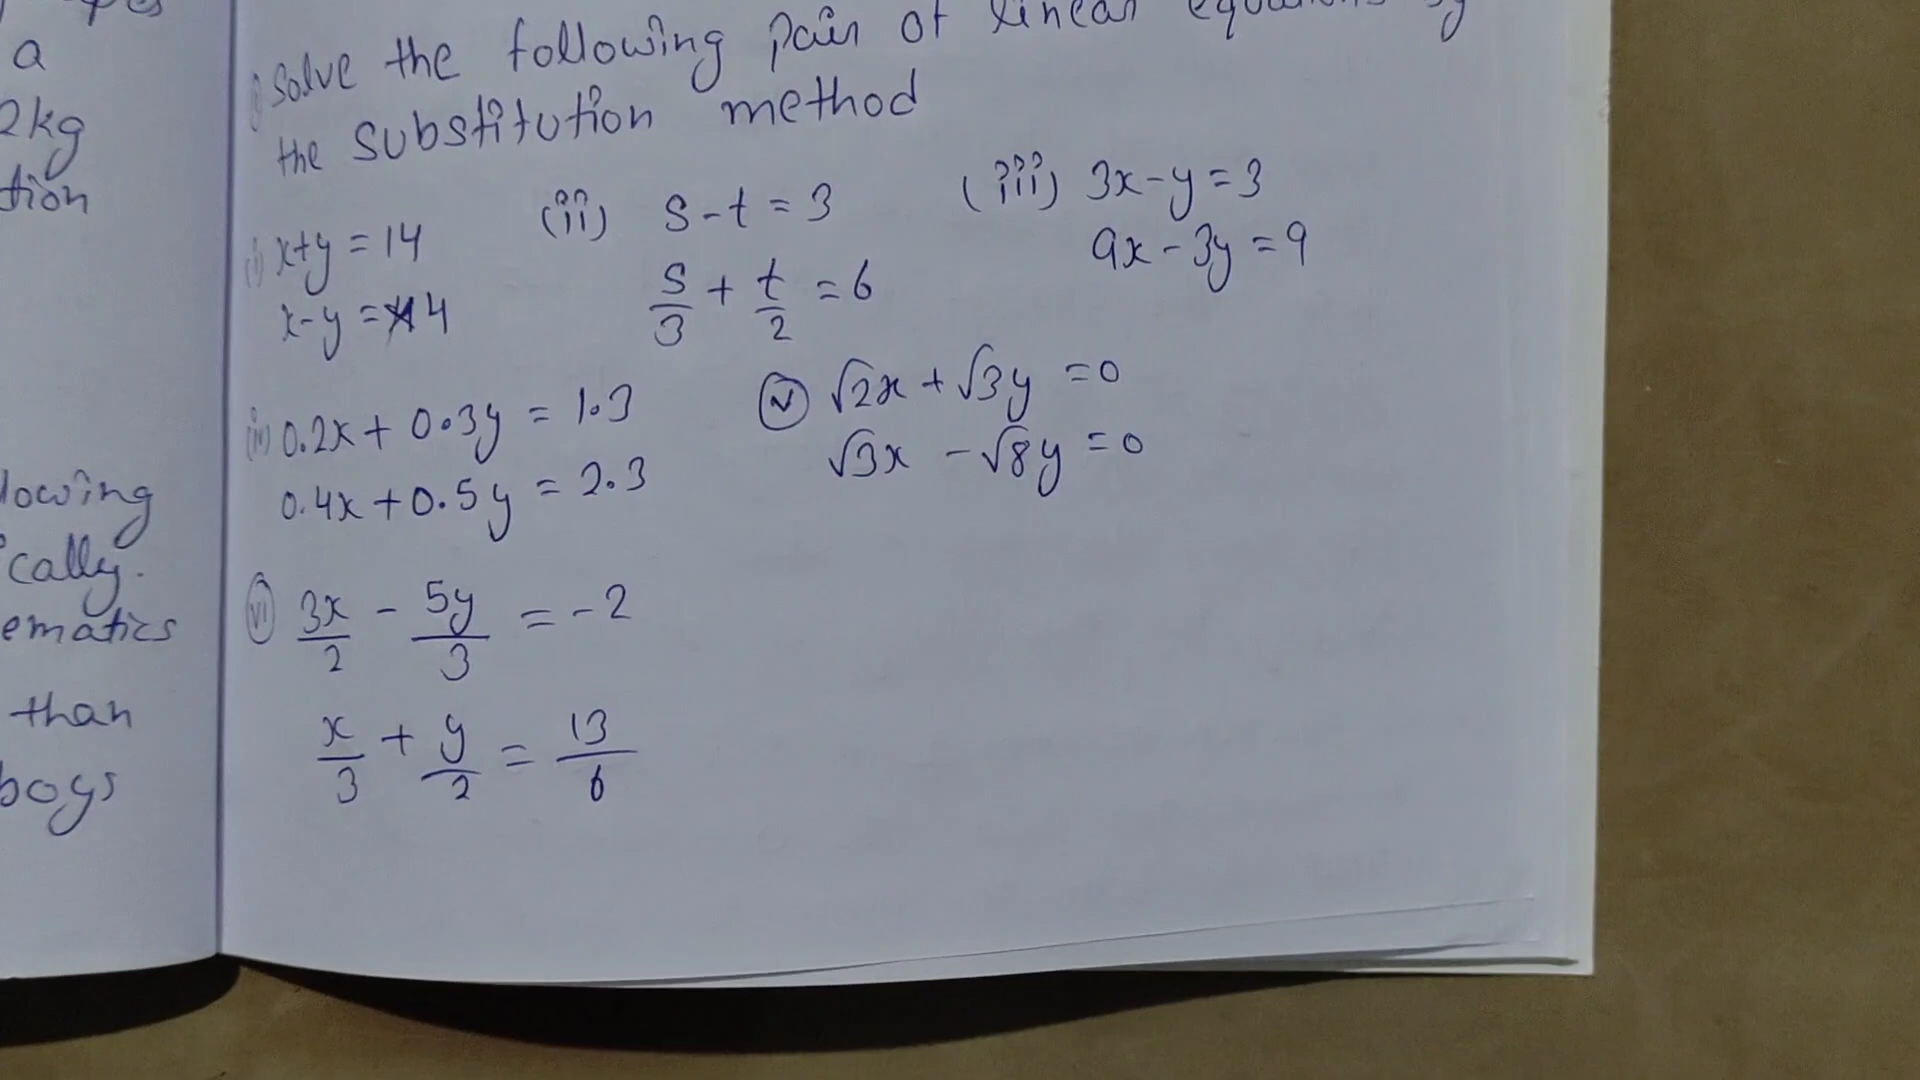 a
2kg
tion
lowing
cally.
ematics
than
boys
Solve the following pair of linear equations by
the substitution method
(i) x+y = 14
x-y = 4
(ii) s-t = 3
s/3 + t/2 = 6
(iii) 3x-y = 3
9x-3y = 9
(iv) 0.2x + 0.3y = 1.3
0.4x + 0.5y = 2.3
(v) √2x + √3y = 0
√3x - √8y = 0
(vi) 3x/2 - 5y/3 = -2
x/3 + y/2 = 13/6